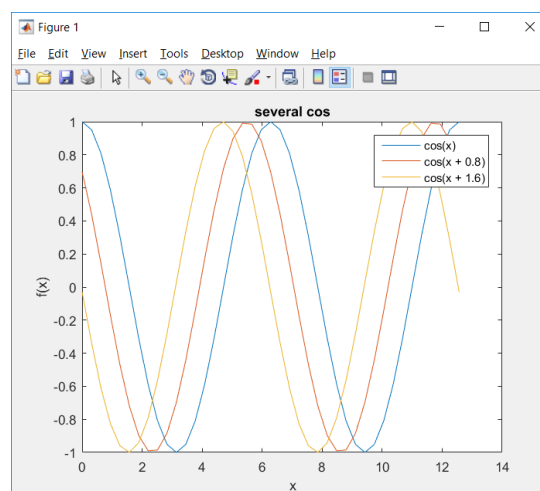 Figure 1
File Edit View Insert Tools Desktop Window Help
several cos
1
0.8
0.6
0.4
0.2
0
-0.2
-0.4
-0.6
-0.8
-1
f(x)
cos(x)
cos(x + 0.8)
cos(x + 1.6)
0 2 4 6 8 10 12 14
x